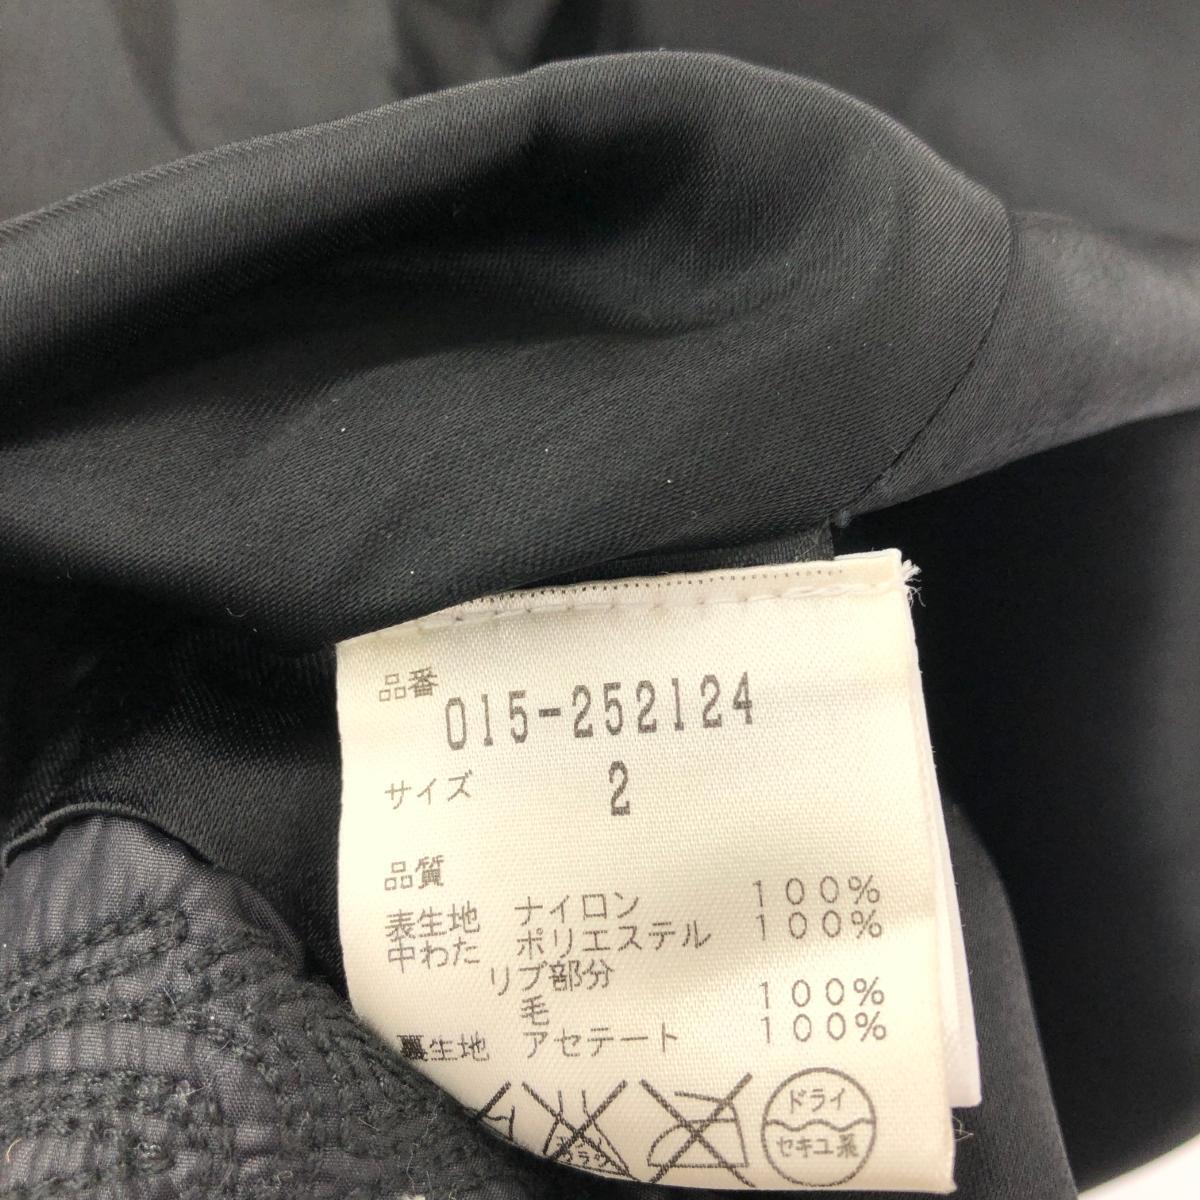 品番
015-252124
サイズ 2
品質
表生地 ナイロン 100%
中わた ポリエステル 100%
リブ部分
毛 100%
裏生地 アセテート 100%
ドライ
セキユ系